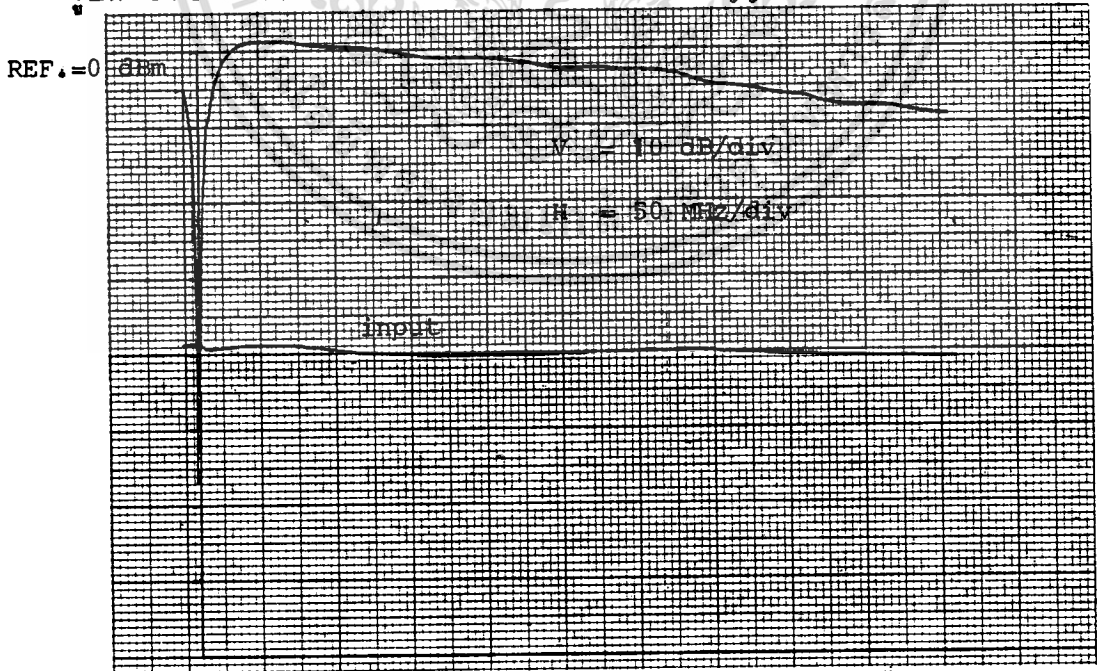 REF.=0 dBm
V = 10 dB/div
H = 50 MHz/div
input